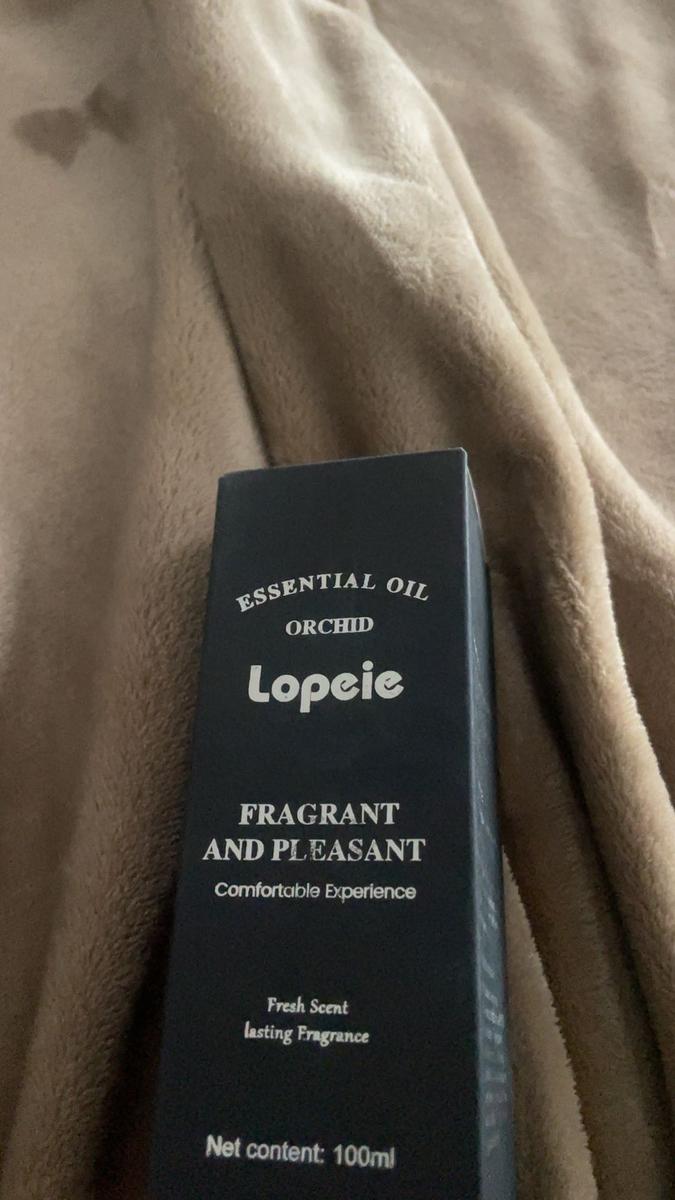 ESSENTIAL OIL
ORCHID
Lopeie
FRAGRANT
AND PLEASANT
Comfortable Experience
Fresh Scent
lasting Fragrance
Net content: 100ml